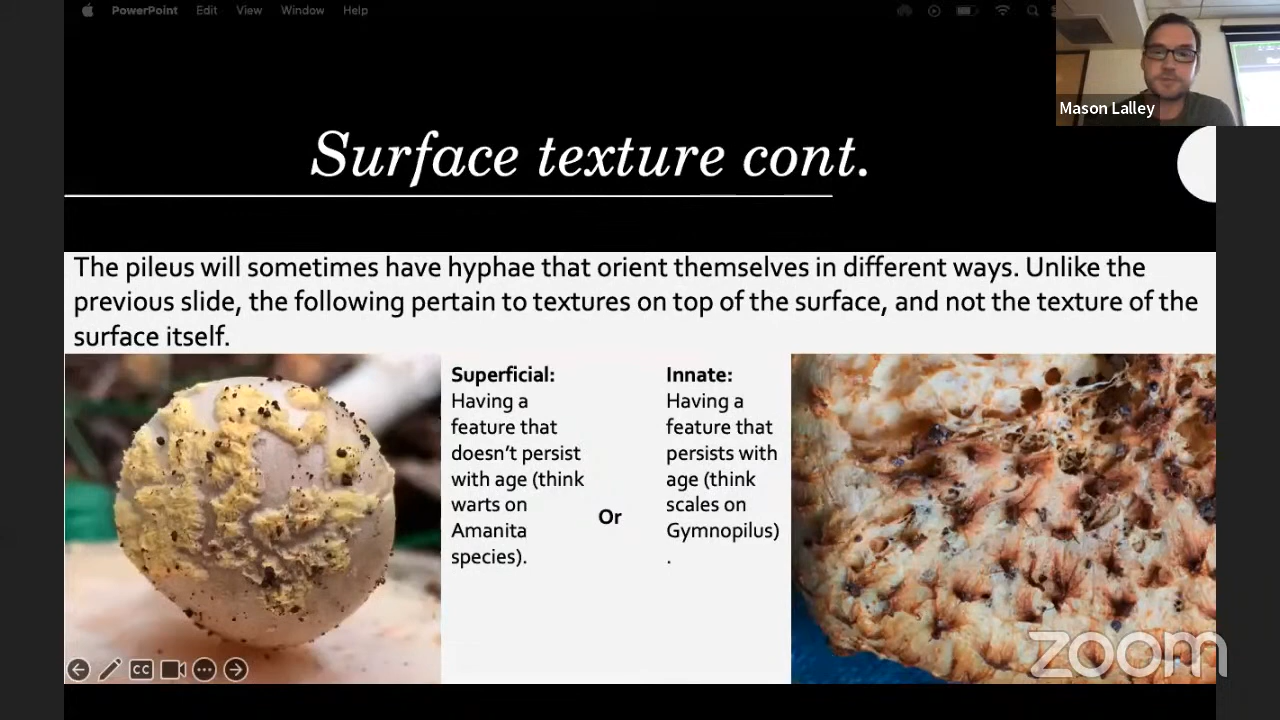 PowerPoint Edit View Window Help
Mason Lalley
Surface texture cont.
The pileus will sometimes have hyphae that orient themselves in different ways. Unlike the
previous slide, the following pertain to textures on top of the surface, and not the texture of the
surface itself.
Superficial:
Having a
feature that
doesn't persist
with age (think
warts on
Amanita
species).
Or
Innate:
Having a
feature that
persists with
age (think
scales on
Gymnopilus)
.
CC
zoom